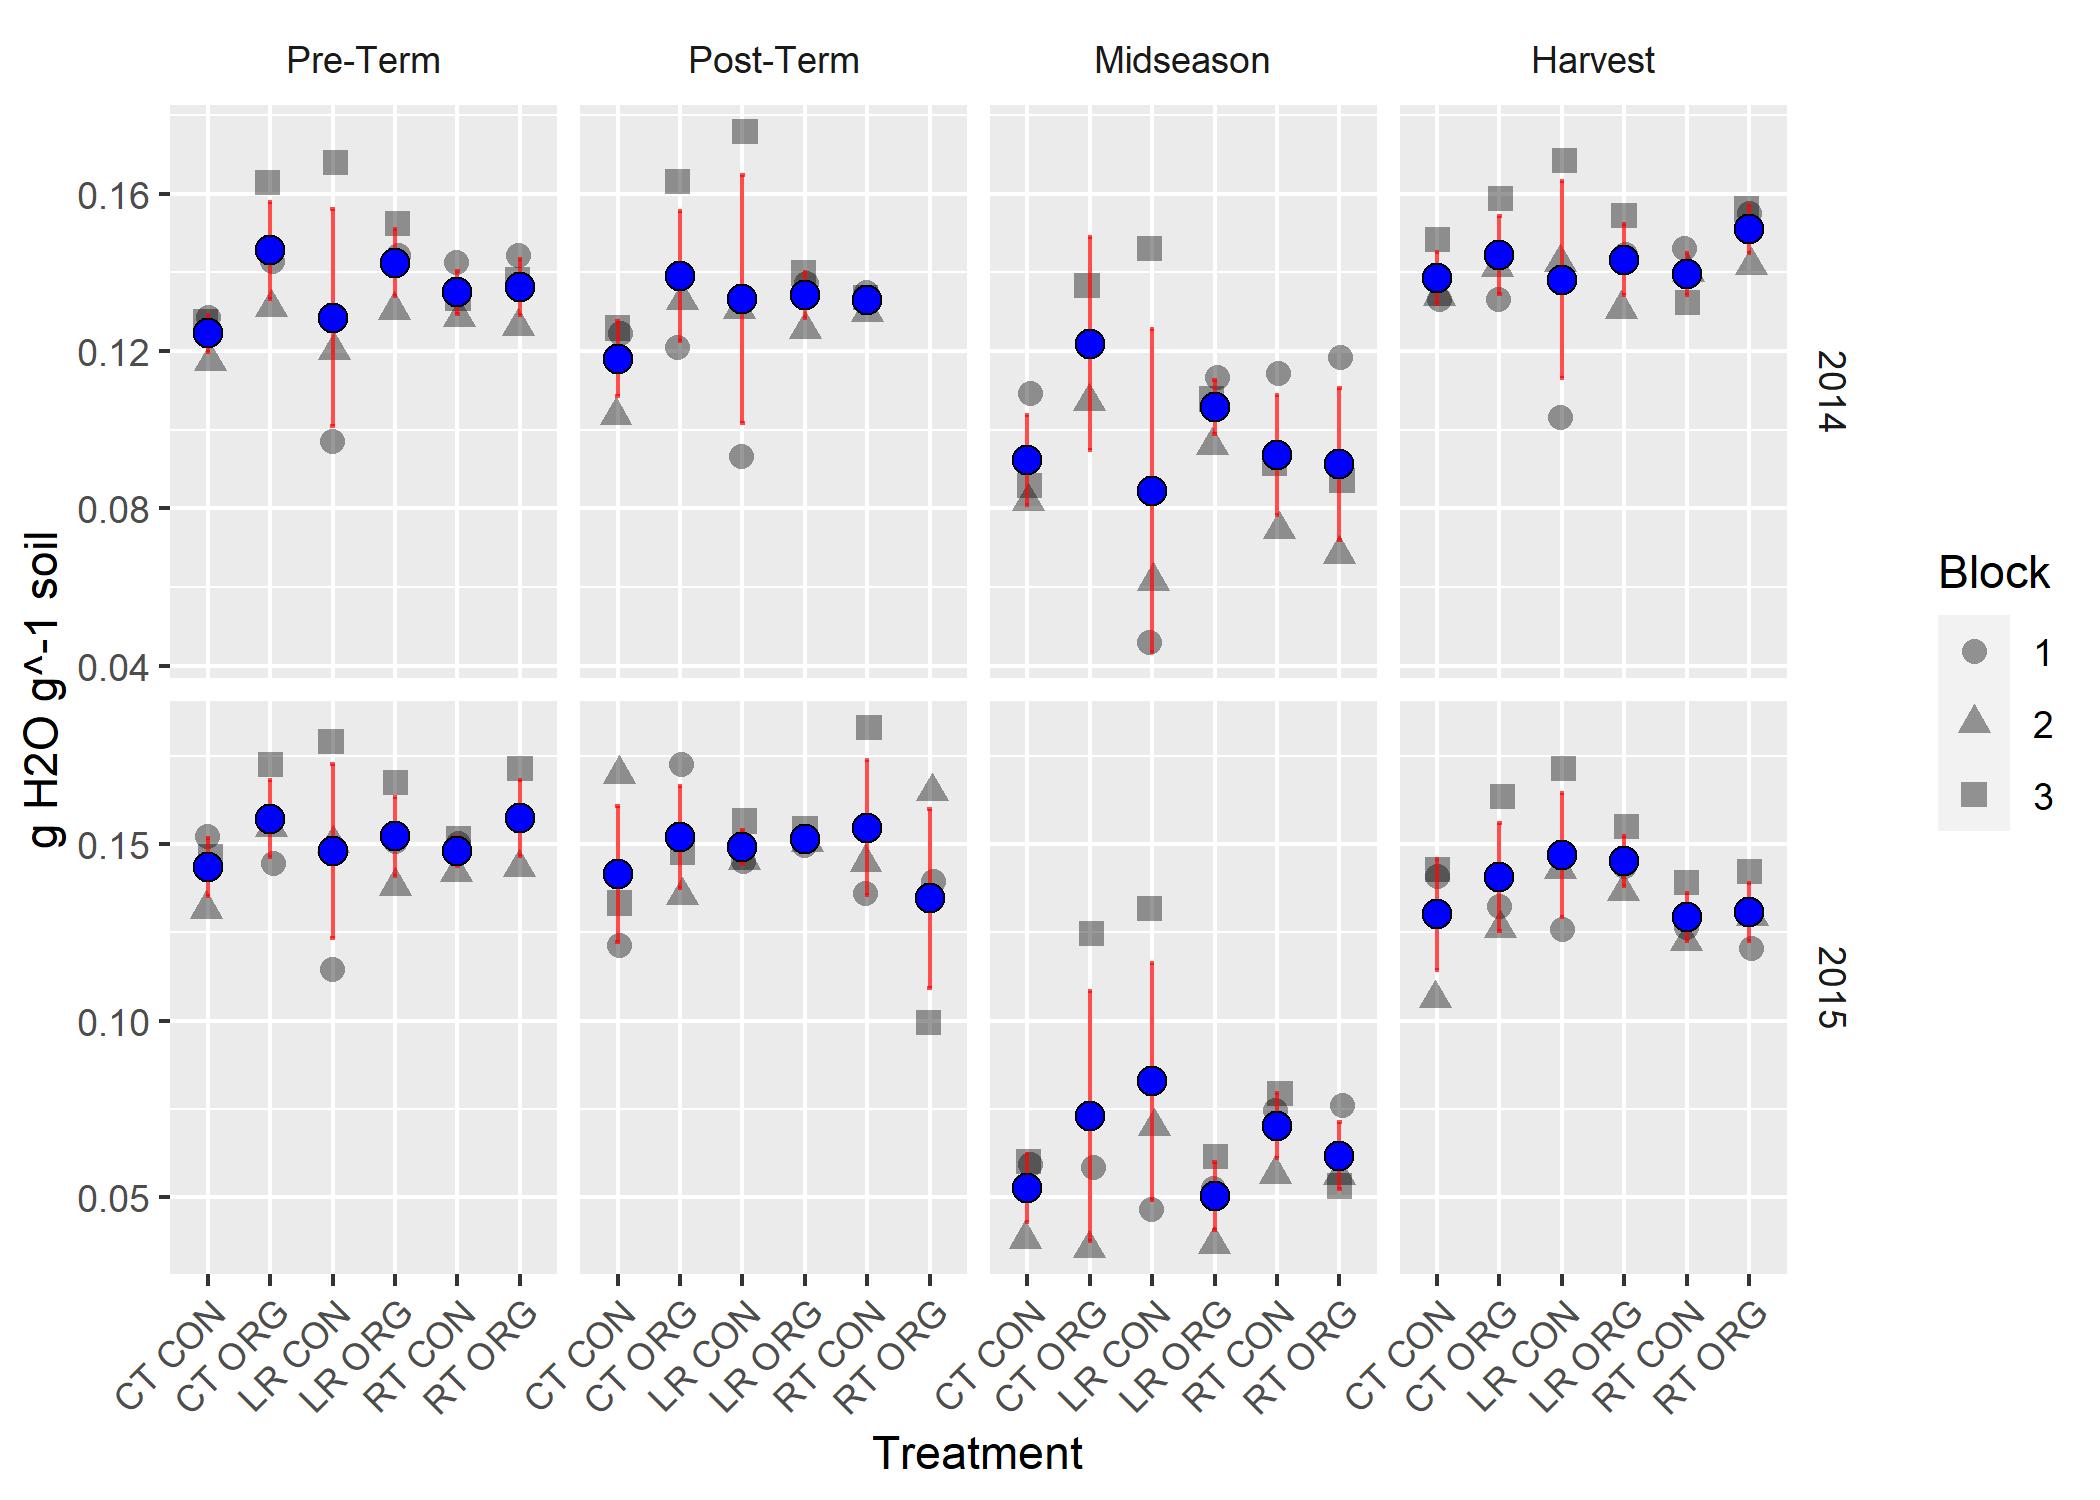 Pre-Term Post-Term Midseason Harvest
0.16
0.12
0.08
0.04
2014
0.15
0.10
0.05
2015
g H2O g^-1 soil
CT CON CT ORG LR CON LR ORG RT CON RT ORG CT CON CT ORG LR CON LR ORG RT CON RT ORG CT CON CT ORG LR CON LR ORG RT CON RT ORG CT CON CT ORG LR CON LR ORG RT CON RT ORG
Treatment
Block
1
2
3